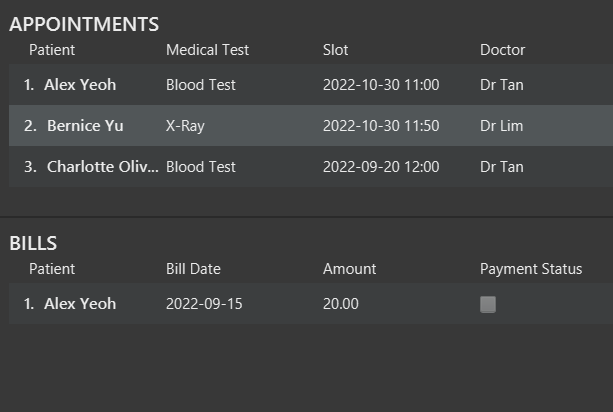 APPOINTMENTS
Patient Medical Test Slot Doctor
1. Alex Yeoh Blood Test 2022-10-30 11:00 Dr Tan
2. Bernice Yu X-Ray 2022-10-30 11:50 Dr Lim
3. Charlotte Oliv... Blood Test 2022-09-20 12:00 Dr Tan
BILLS
Patient Bill Date Amount Payment Status
1. Alex Yeoh 2022-09-15 20.00